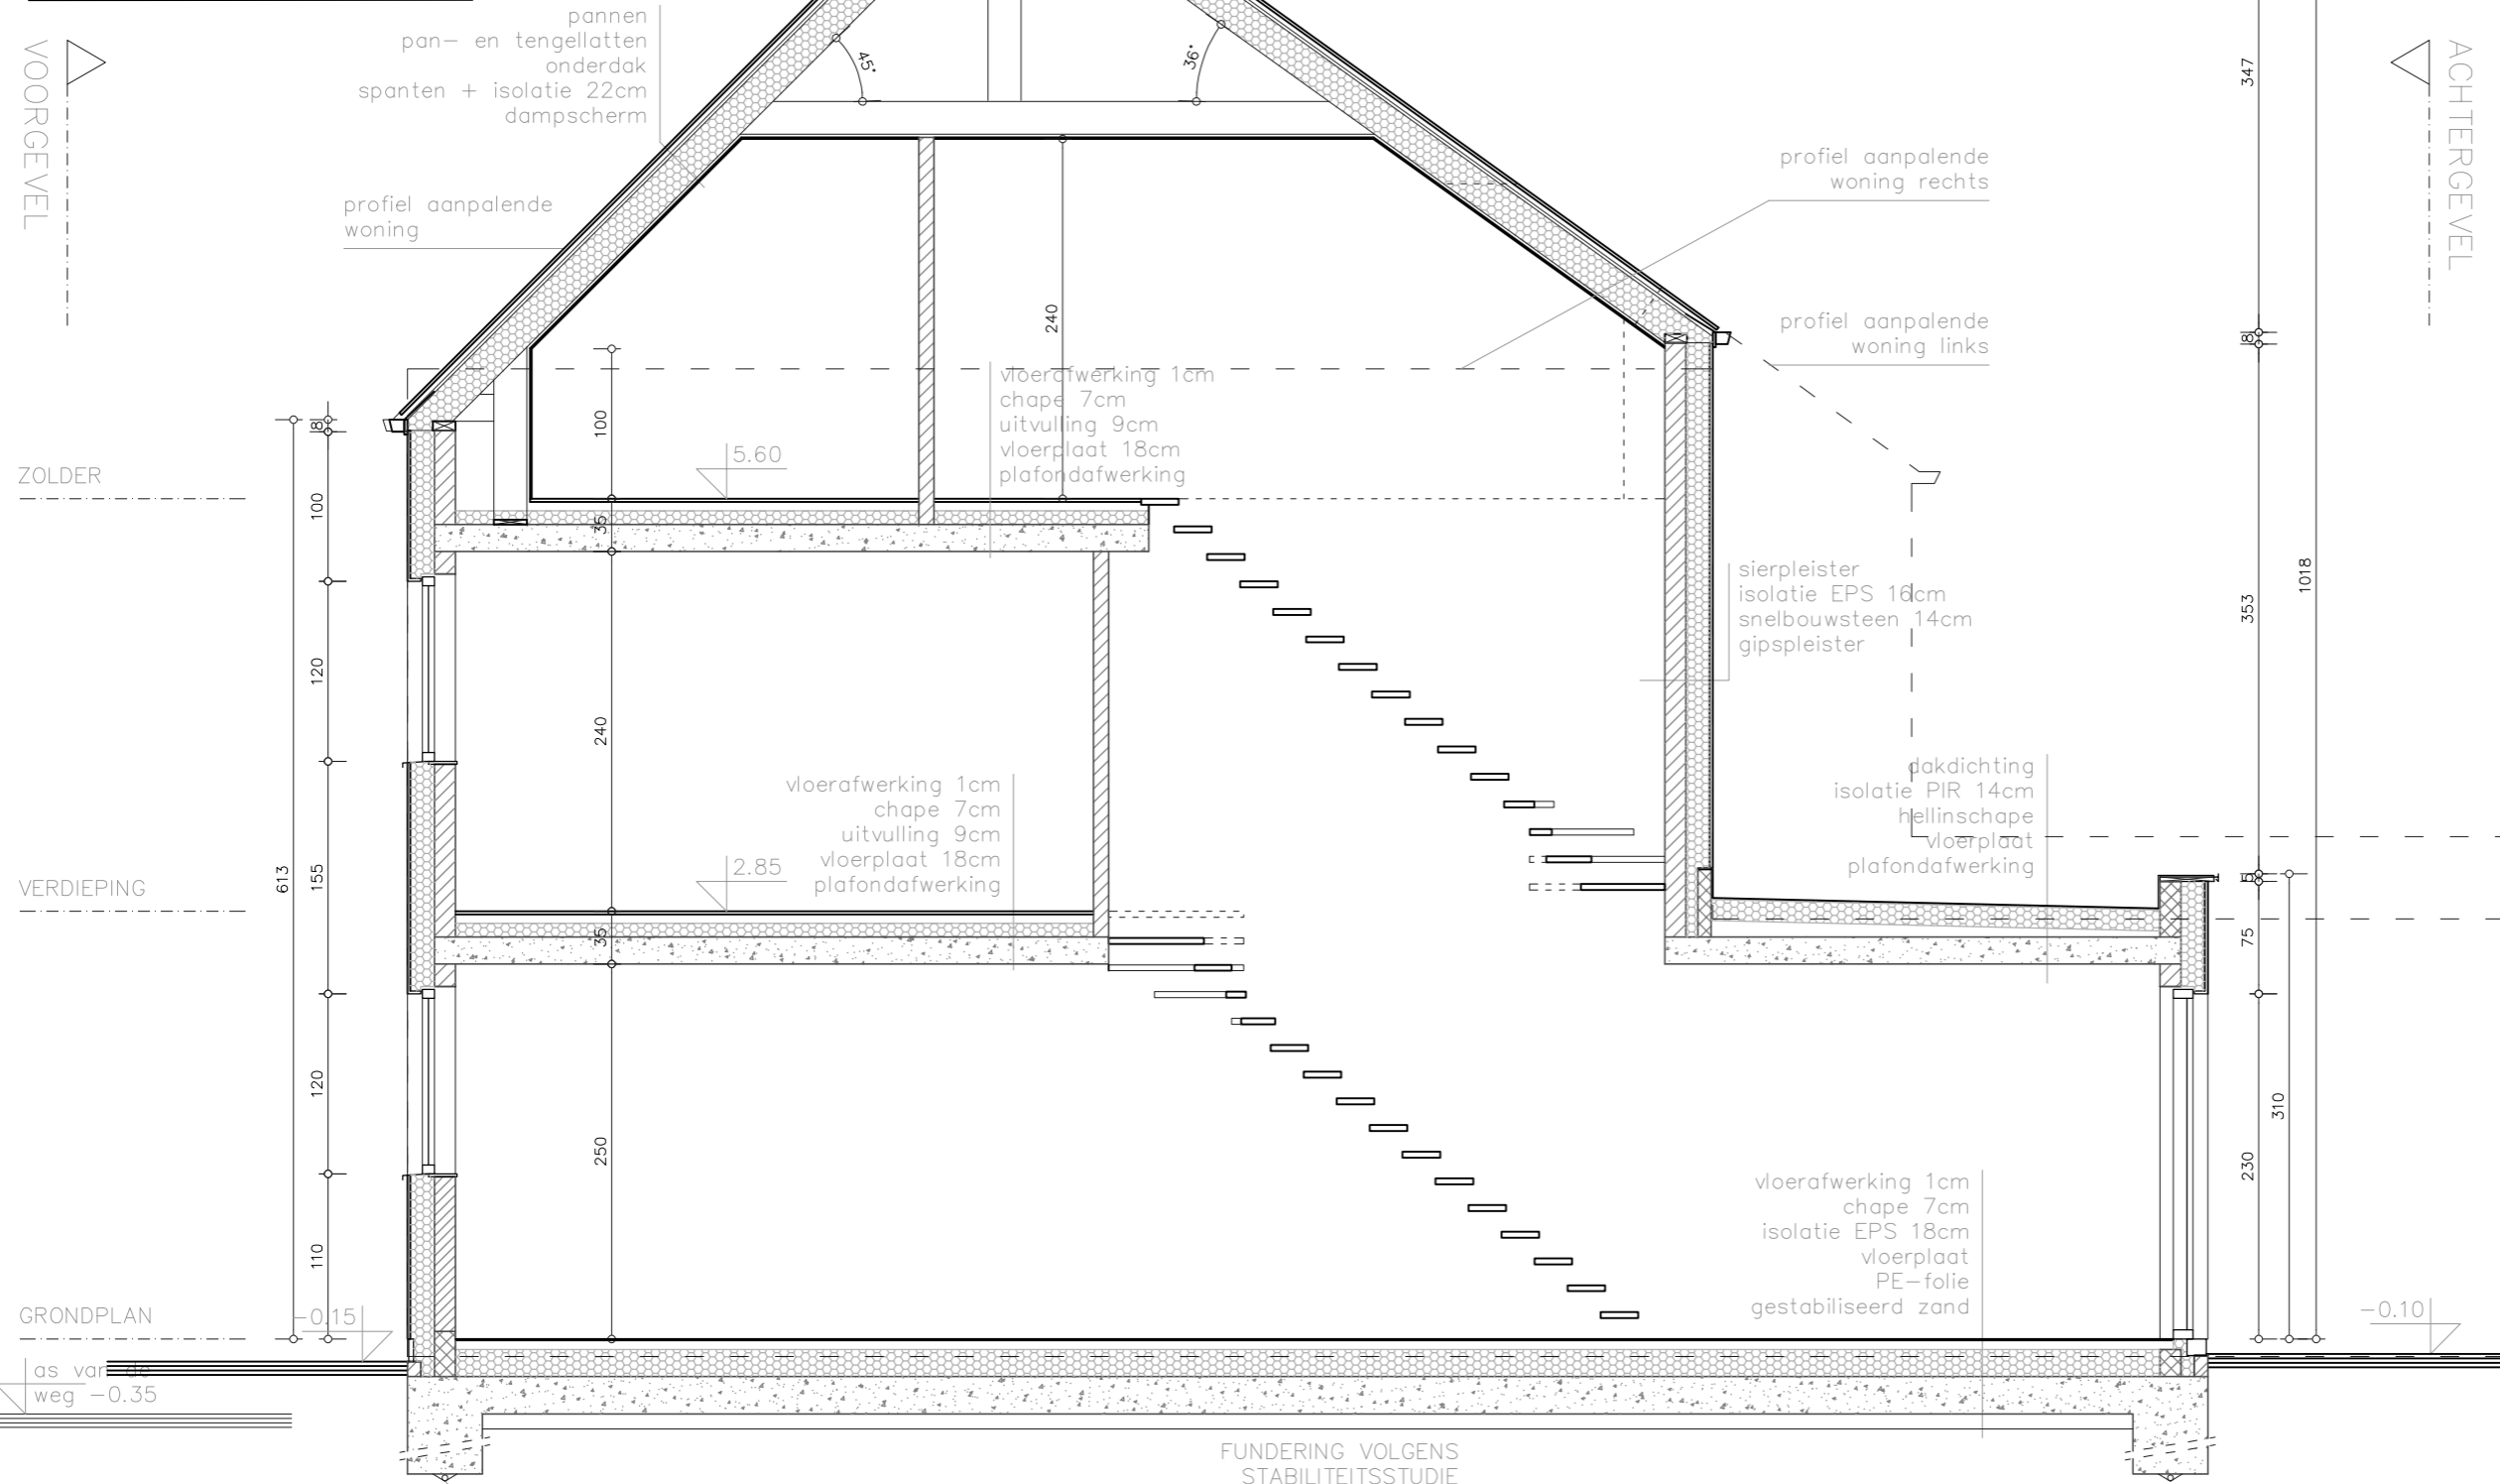 VOORGEVEL
pannen
pan- en tengellatten
onderdak
spanten + isolatie 22cm
dampscherm
45°
36°
347
ACHTERGEVEL
profiel aanpalende
woning
profiel aanpalende
woning rechts
240
profiel aanpalende
woning links
8
8
100
vloerafwerking 1cm
chape 7cm
uitvulling 9cm
vloerplaat 18cm
plafondafwerking
5.60
ZOLDER
100
35
sierpleister
isolatie EPS 16cm
snelbouwsteen 14cm
gipspleister
353
1018
120
240
vloerafwerking 1cm
chape 7cm
uitvulling 9cm
vloerplaat 18cm
plafondafwerking
dakdichting
isolatie PIR 14cm
hellinschape
vloerplaat
plafondafwerking
2.85
VERDIEPING
613
155
35
5
75
120
250
310
230
110
vloerafwerking 1cm
chape 7cm
isolatie EPS 18cm
vloerplaat
PE-folie
gestabiliseerd zand
GRONDPLAN
-0.15
-0.10
as van de
weg -0.35
FUNDERING VOLGENS
STABILITEITSSTUDIE